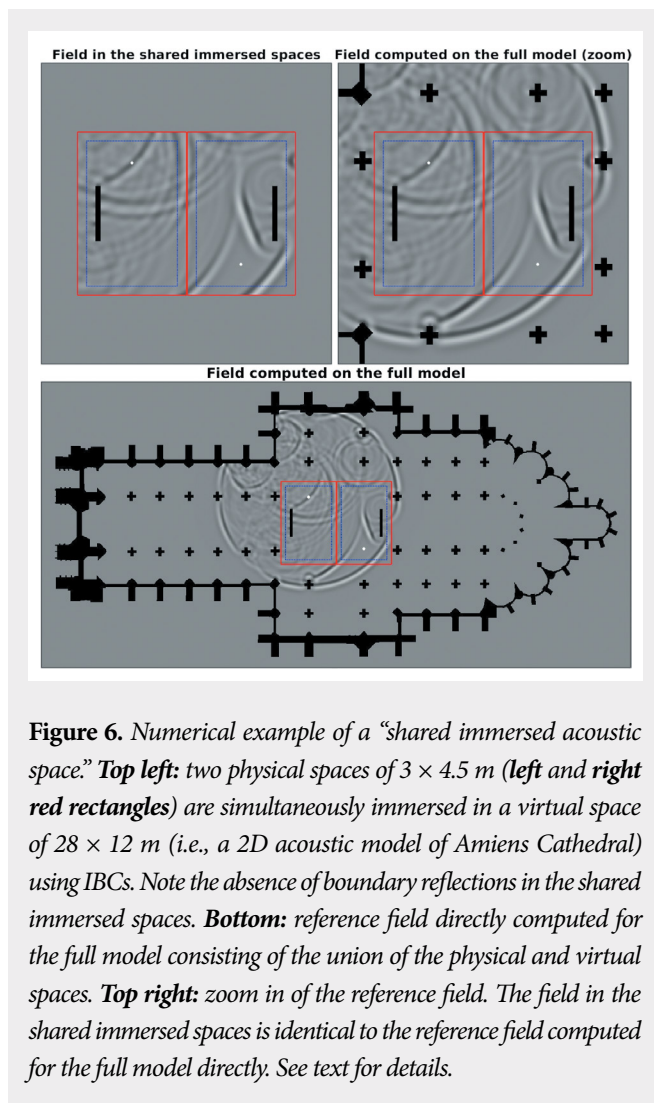 Field in the shared immersed spaces
Field computed on the full model (zoom)
Field computed on the full model
Figure 6. Numerical example of a “shared immersed acoustic
space.” Top left: two physical spaces of 3 × 4.5 m (left and right
red rectangles) are simultaneously immersed in a virtual space
of 28 × 12 m (i.e., a 2D acoustic model of Amiens Cathedral)
using IBCs. Note the absence of boundary reflections in the shared
immersed spaces. Bottom: reference field directly computed for
the full model consisting of the union of the physical and virtual
spaces. Top right: zoom in of the reference field. The field in the
shared immersed spaces is identical to the reference field computed
for the full model directly. See text for details.